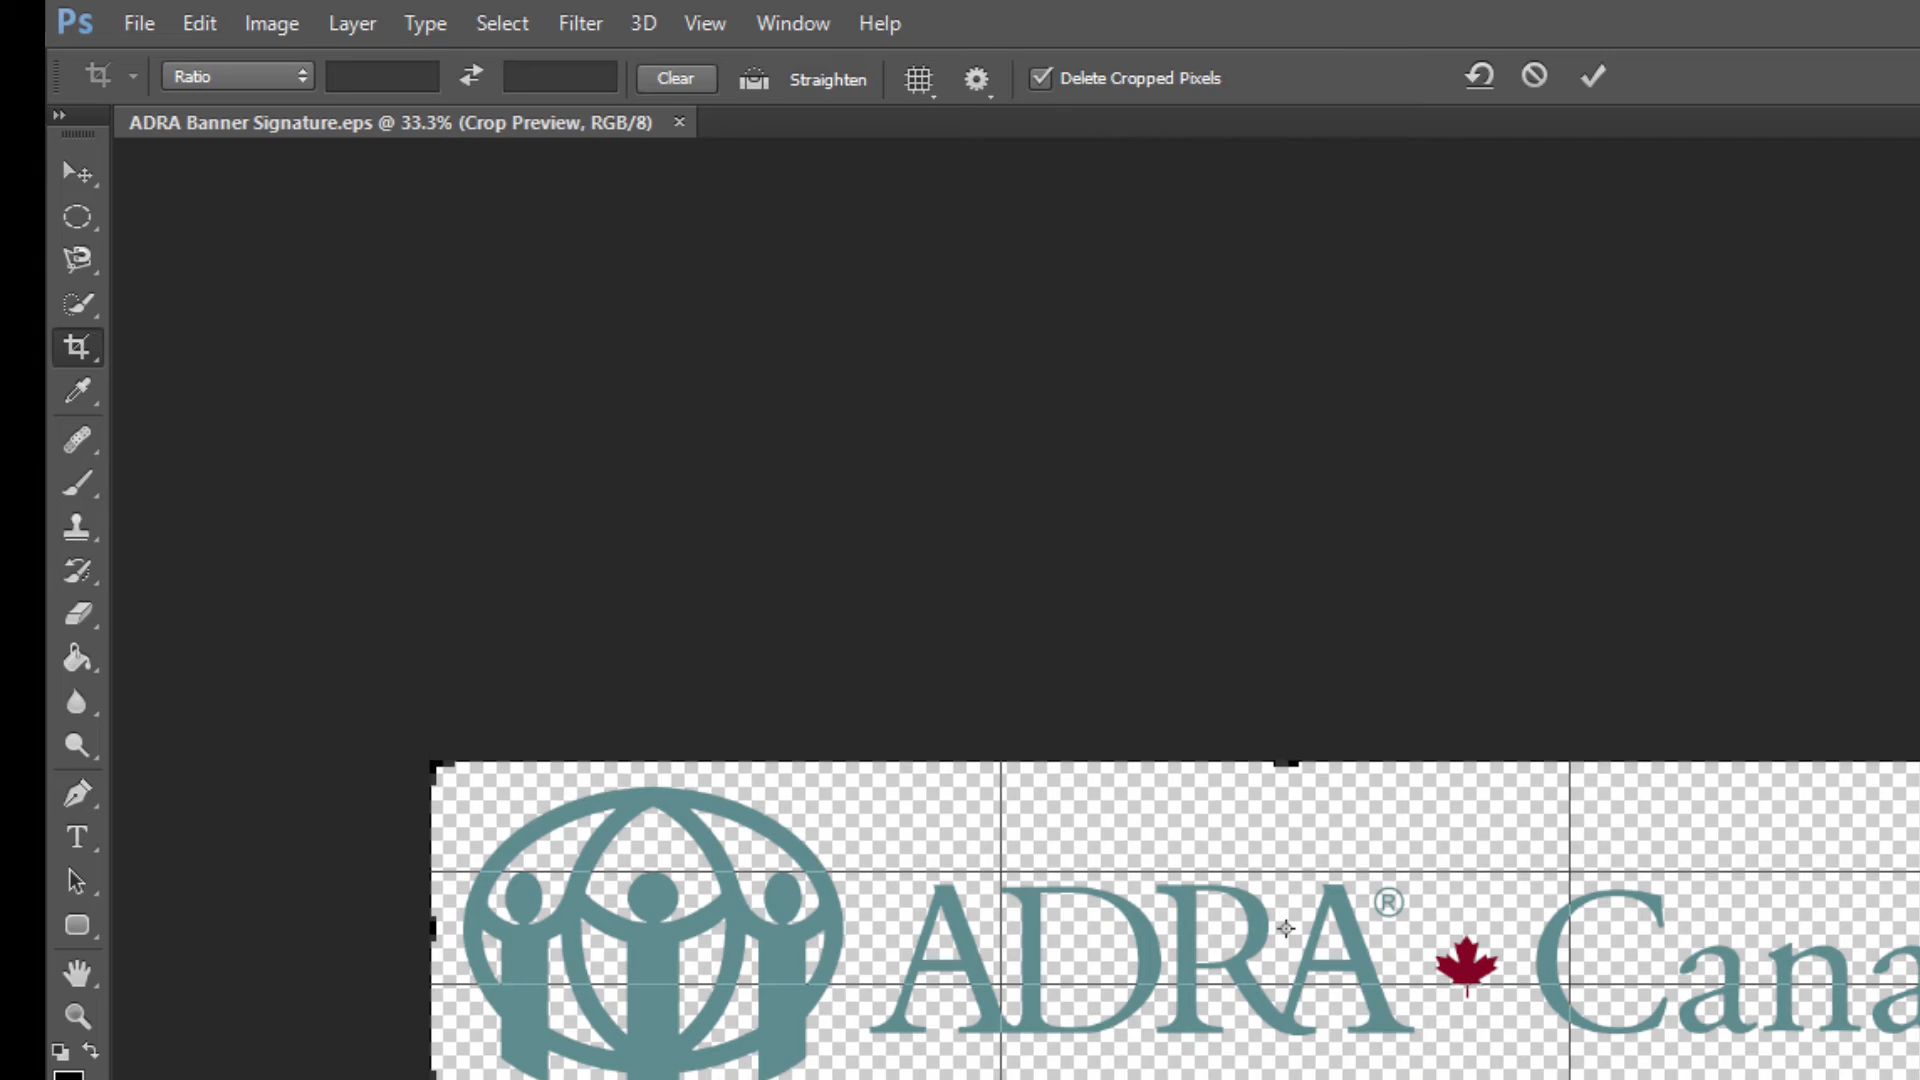 Ps File Edit Image Layer Type Select Filter 3D View Window Help
Ratio Clear Straighten Delete Cropped Pixels
ADRA Banner Signature.eps @ 33.3% (Crop Preview, RGB/8) ×
T
ADRA® Cana